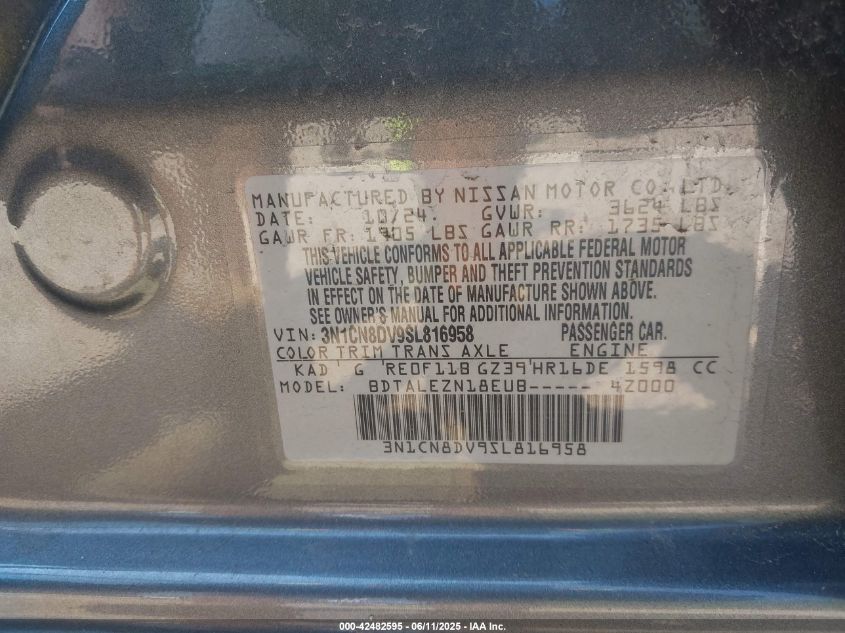 MANUFACTURED BY NISSAN MOTOR CO., LTD.
DATE: 10/24 GVWR: 3624 LBS
GAWR FR: 1905 LBS GAWR RR: 1735 LBS
THIS VEHICLE CONFORMS TO ALL APPLICABLE FEDERAL MOTOR
VEHICLE SAFETY, BUMPER AND THEFT PREVENTION STANDARDS
IN EFFECT ON THE DATE OF MANUFACTURE SHOWN ABOVE.
SEE OWNER'S MANUAL FOR ADDITIONAL INFORMATION.
VIN: 3N1CN8DV9SL816958 PASSENGER CAR.
COLOR TRIM TRANS AXLE ENGINE
KAD G RE0F11B GZ39 HR16DE 1598 CC
MODEL: BDTALEZN18EUB----- 4Z000
3N1CN8DV9SL816958
000-42482595 - 06/11/2025 - IAA Inc.